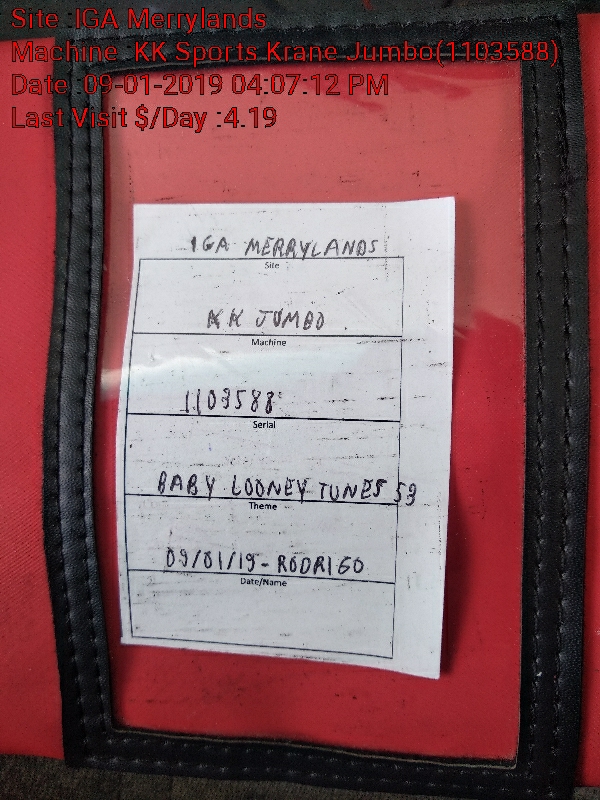 Site :IGA Merrylands
Machine :KK Sports Krane Jumbo(1103588)
Date :09-01-2019 04:07:12 PM
Last Visit $/Day :4.19
IGA MERRYLANDS
Site
KK JUMBO
Machine
1103588
Serial
BABY LOONEY TUNES 53
Theme
09/01/19-RODRIGO
Date/Name